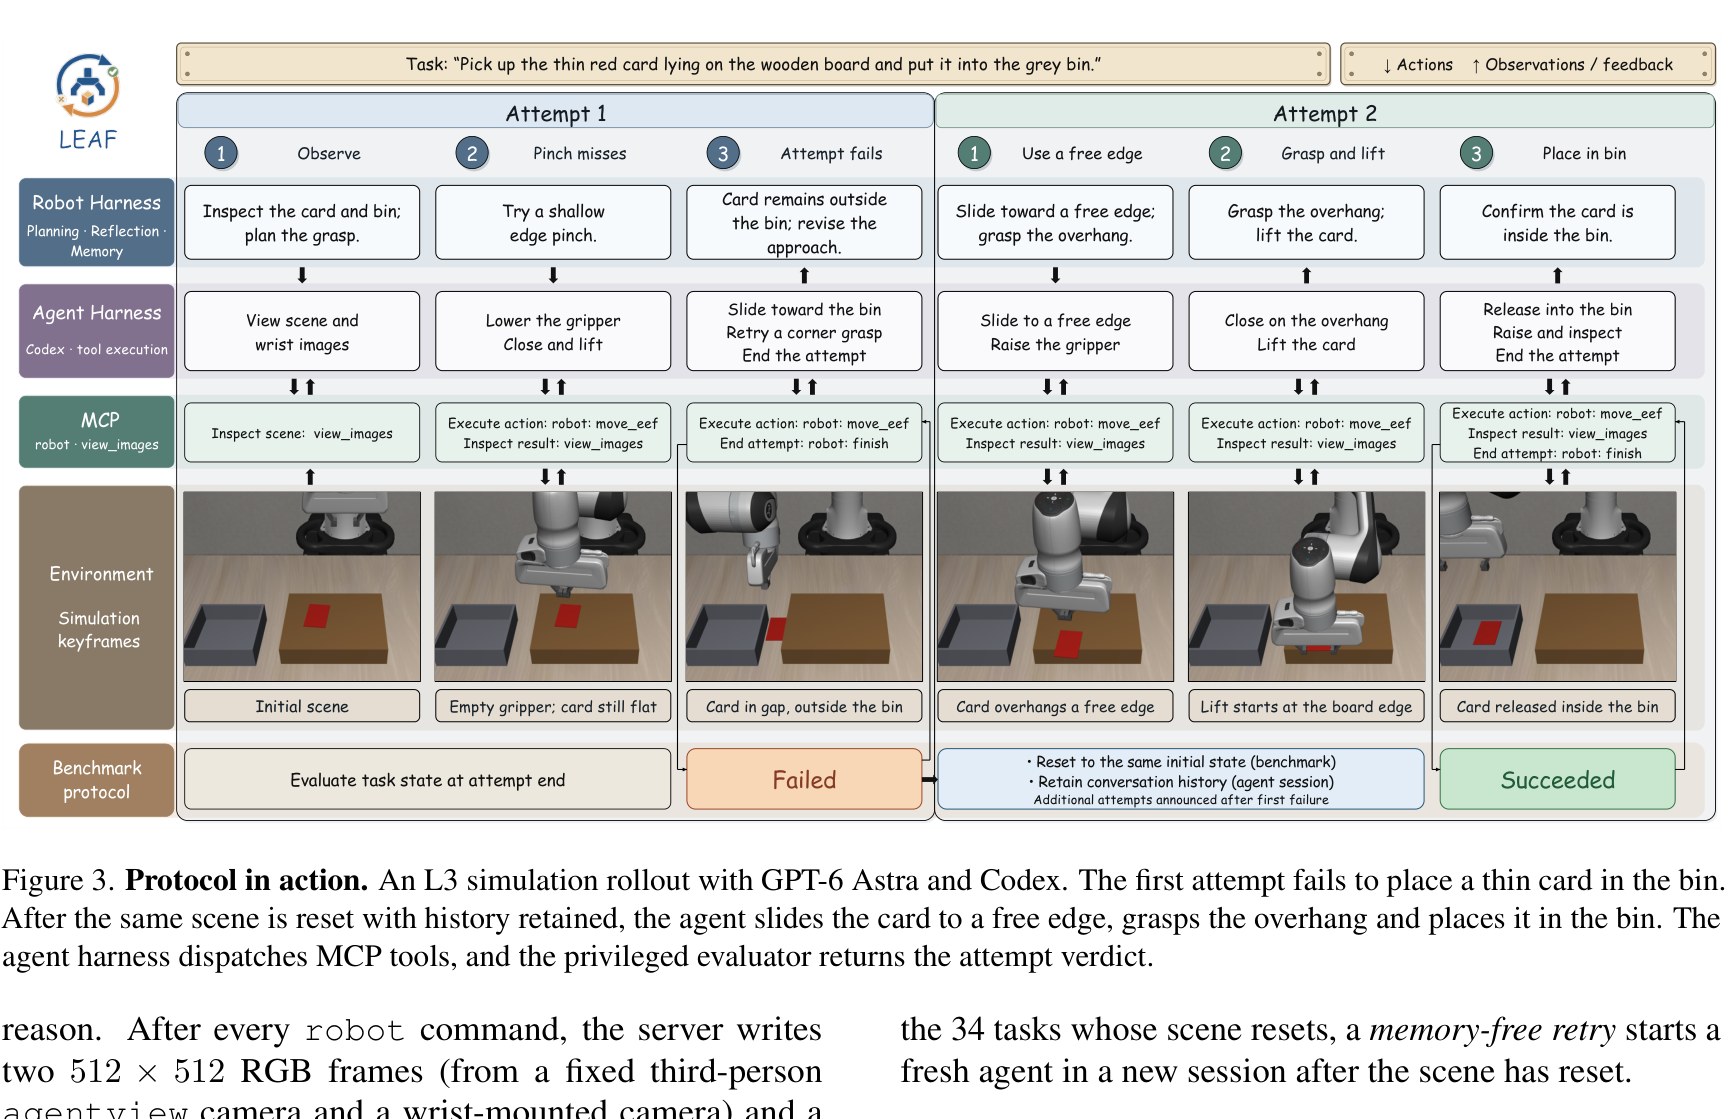 Task: “Pick up the thin red card lying on the wooden board and put it into the grey bin.”
↓ Actions ↑ Observations / feedback
LEAF
Attempt 1
Attempt 2
1 Observe
2 Pinch misses
3 Attempt fails
1 Use a free edge
2 Grasp and lift
3 Place in bin
Robot Harness
Planning · Reflection ·
Memory
Inspect the card and bin;
plan the grasp.
Try a shallow
edge pinch.
Card remains outside
the bin; revise the
approach.
Slide toward a free edge;
grasp the overhang.
Grasp the overhang;
lift the card.
Confirm the card is
inside the bin.
Agent Harness
Codex · tool execution
View scene and
wrist images
Lower the gripper
Close and lift
Slide toward the bin
Retry a corner grasp
End the attempt
Slide to a free edge
Raise the gripper
Close on the overhang
Lift the card
Release into the bin
Raise and inspect
End the attempt
MCP
robot · view_images
Inspect scene: view_images
Execute action: robot: move_eef
Inspect result: view_images
Execute action: robot: move_eef
End attempt: robot: finish
Execute action: robot: move_eef
Inspect result: view_images
Execute action: robot: move_eef
Inspect result: view_images
Execute action: robot: move_eef
Inspect result: view_images
End attempt: robot: finish
Environment
Simulation
keyframes
Initial scene
Empty gripper; card still flat
Card in gap, outside the bin
Card overhangs a free edge
Lift starts at the board edge
Card released inside the bin
Benchmark
protocol
Evaluate task state at attempt end
Failed
· Reset to the same initial state (benchmark)
· Retain conversation history (agent session)
Additional attempts announced after first failure
Succeeded
Figure 3. Protocol in action. An L3 simulation rollout with GPT-6 Astra and Codex. The first attempt fails to place a thin card in the bin.
After the same scene is reset with history retained, the agent slides the card to a free edge, grasps the overhang and places it in the bin. The
agent harness dispatches MCP tools, and the privileged evaluator returns the attempt verdict.
reason. After every robot command, the server writes
two 512 × 512 RGB frames (from a fixed third-person
agentview camera and a wrist-mounted camera) and a
the 34 tasks whose scene resets, a memory-free retry starts a
fresh agent in a new session after the scene has reset.